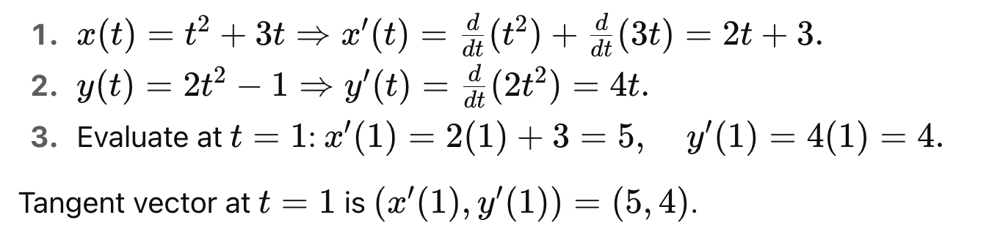 1. $x(t) = t^2 + 3t \Rightarrow x'(t) = \frac{d}{dt}(t^2) + \frac{d}{dt}(3t) = 2t + 3.$
2. $y(t) = 2t^2 - 1 \Rightarrow y'(t) = \frac{d}{dt}(2t^2) = 4t.$
3. Evaluate at $t = 1$: $x'(1) = 2(1) + 3 = 5, \quad y'(1) = 4(1) = 4.$
Tangent vector at $t = 1$ is $(x'(1), y'(1)) = (5, 4).$